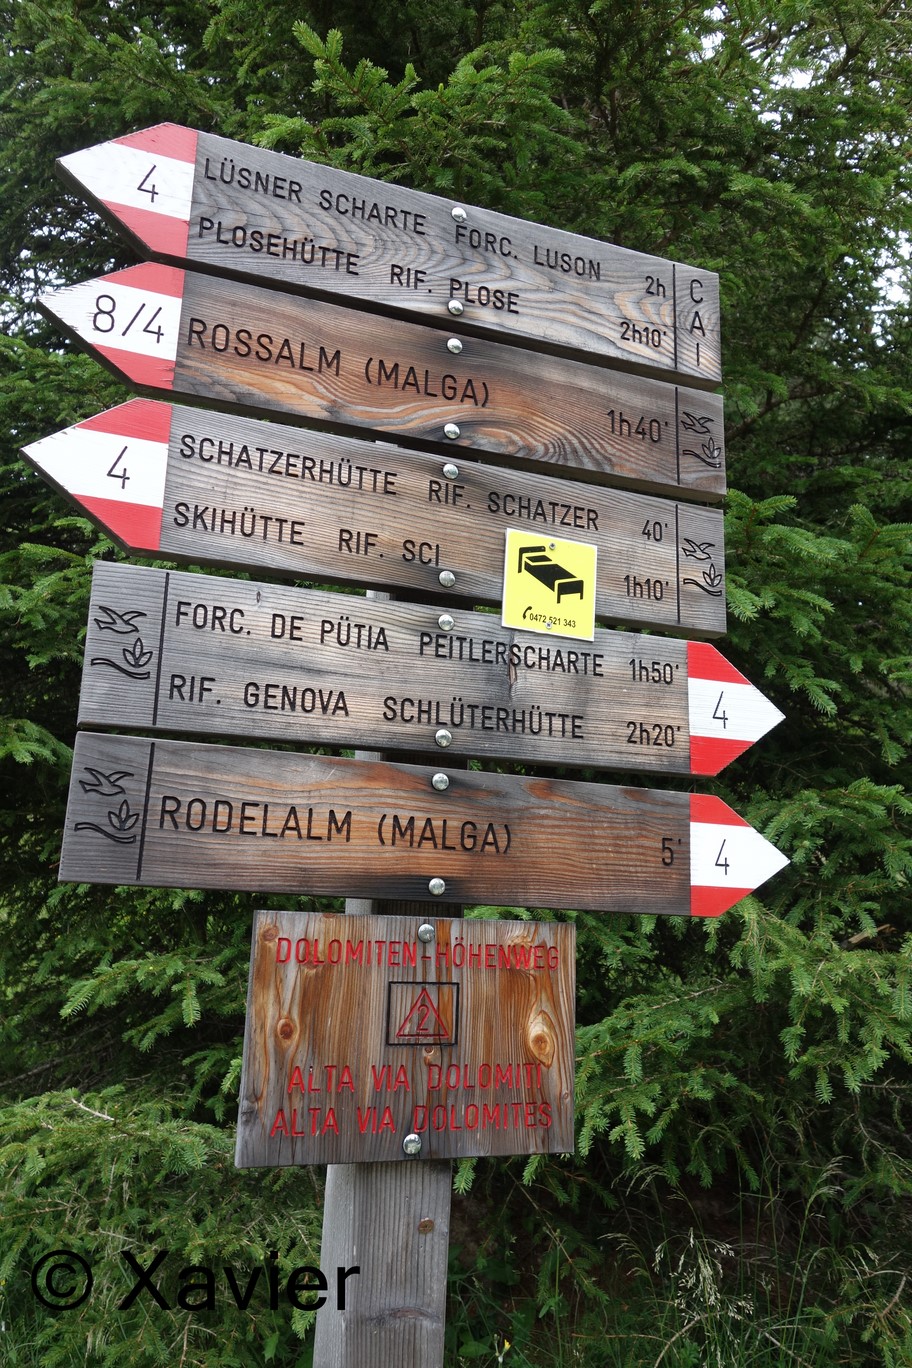 4 LÜSNER SCHARTE FORC. LUSON 2h CAI
PLOSEHÜTTE RIF. PLOSE 2h10'
8/4 ROSSALM (MALGA) 1h40'
4 SCHATZERHÜTTE RIF. SCHATZER 40'
SKIHÜTTE RIF. SCI 1h10'
0472 521 343
FORC. DE PÜTIA PEITLERSCHARTE 1h50' 4
RIF. GENOVA SCHLÜTERHÜTTE 2h20'
RODELALM (MALGA) 5' 4
DOLOMITEN-HÖHENWEG
2
ALTA VIA DOLOMITI
ALTA VIA DOLOMITES
© Xavier